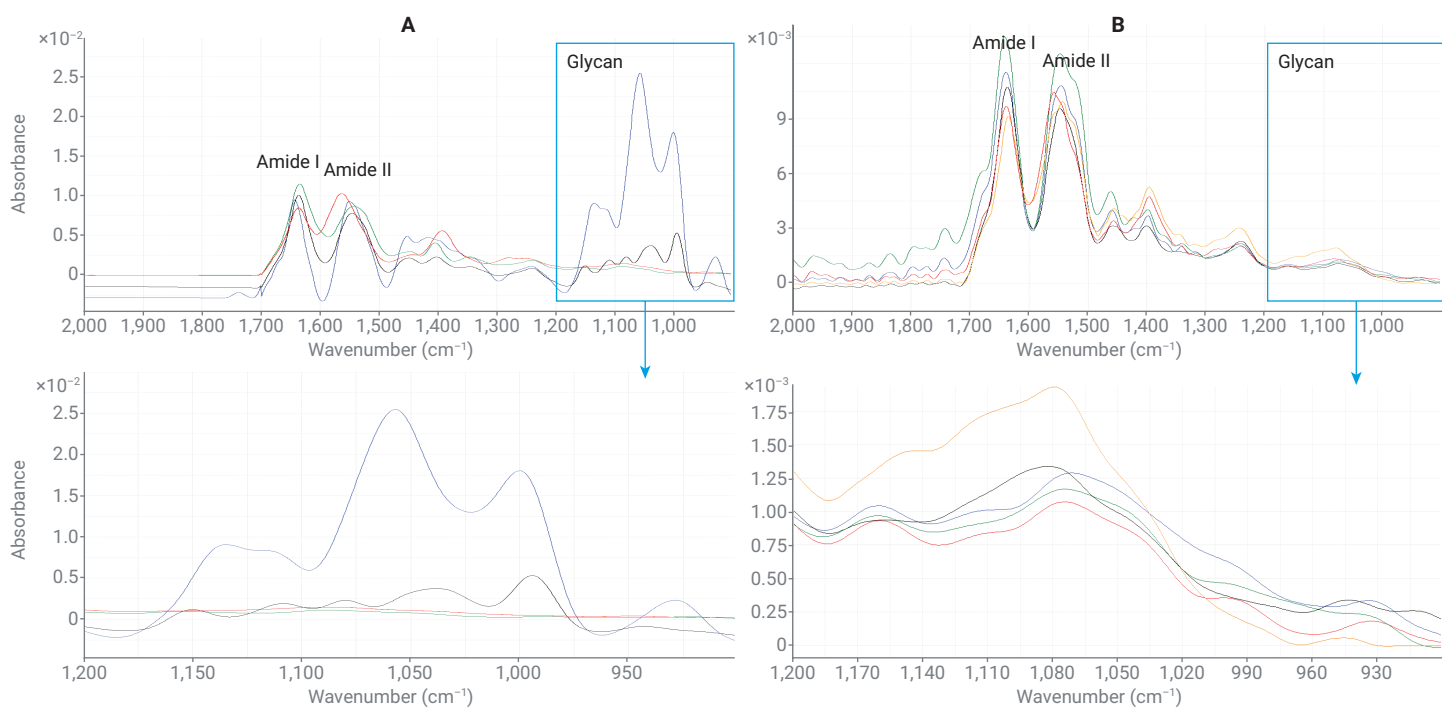 A
×10⁻²
Glycan
2.5
2.0
Amide I
Amide II
1.5
1.0
0.5
0
Absorbance
2,000 1,900 1,800 1,700 1,600 1,500 1,400 1,300 1,200 1,100 1,000
Wavenumber (cm⁻¹)
B
×10⁻³
Amide I
Amide II
Glycan
9
6
3
0
2,000 1,900 1,800 1,700 1,600 1,500 1,400 1,300 1,200 1,100 1,000
Wavenumber (cm⁻¹)
×10⁻²
2.5
2.0
1.5
1.0
0.5
0
Absorbance
1,200 1,150 1,100 1,050 1,000 950
Wavenumber (cm⁻¹)
×10⁻³
1.75
1.50
1.25
1.00
0.75
0.50
0.25
0
1,200 1,170 1,140 1,110 1,080 1,050 1,020 990 960 930
Wavenumber (cm⁻¹)